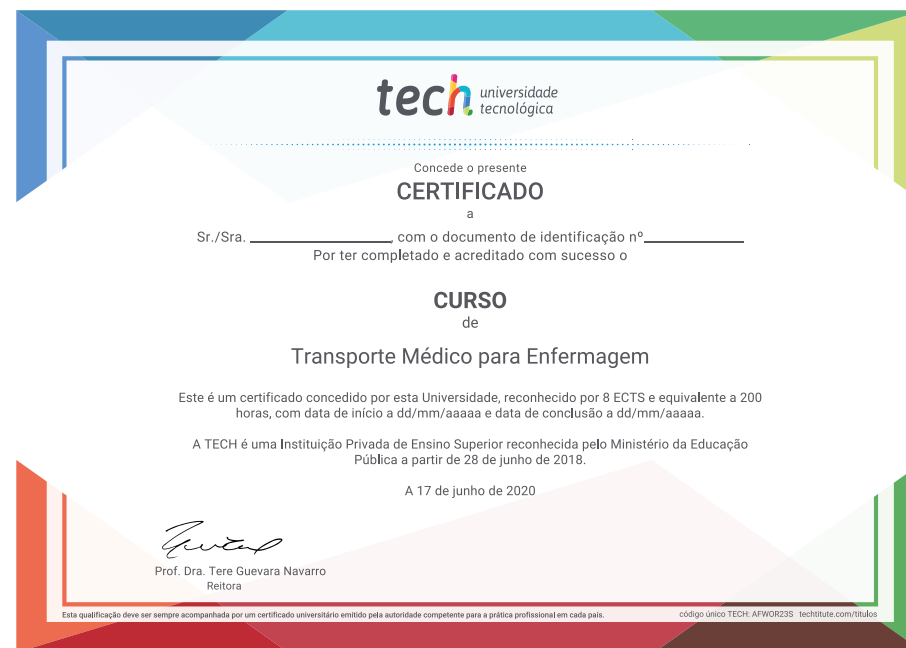 tech universidade
tecnológica
Concede o presente
CERTIFICADO
a
Sr./Sra. ________________, com o documento de identificação nº____________
Por ter completado e acreditado com sucesso o
CURSO
de
Transporte Médico para Enfermagem
Este é um certificado concedido por esta Universidade, reconhecido por 8 ECTS e equivalente a 200
horas, com data de início a dd/mm/aaaaa e data de conclusão a dd/mm/aaaaa.
A TECH é uma Instituição Privada de Ensino Superior reconhecida pelo Ministério da Educação
Pública a partir de 28 de junho de 2018.
A 17 de junho de 2020
Prof. Dra. Tere Guevara Navarro
Reitora
Esta qualificação deve ser sempre acompanhada por um certificado universitário emitido pela autoridade competente para a prática profissional em cada país.
código único TECH: AFWOR23S techtitute.com/titulos